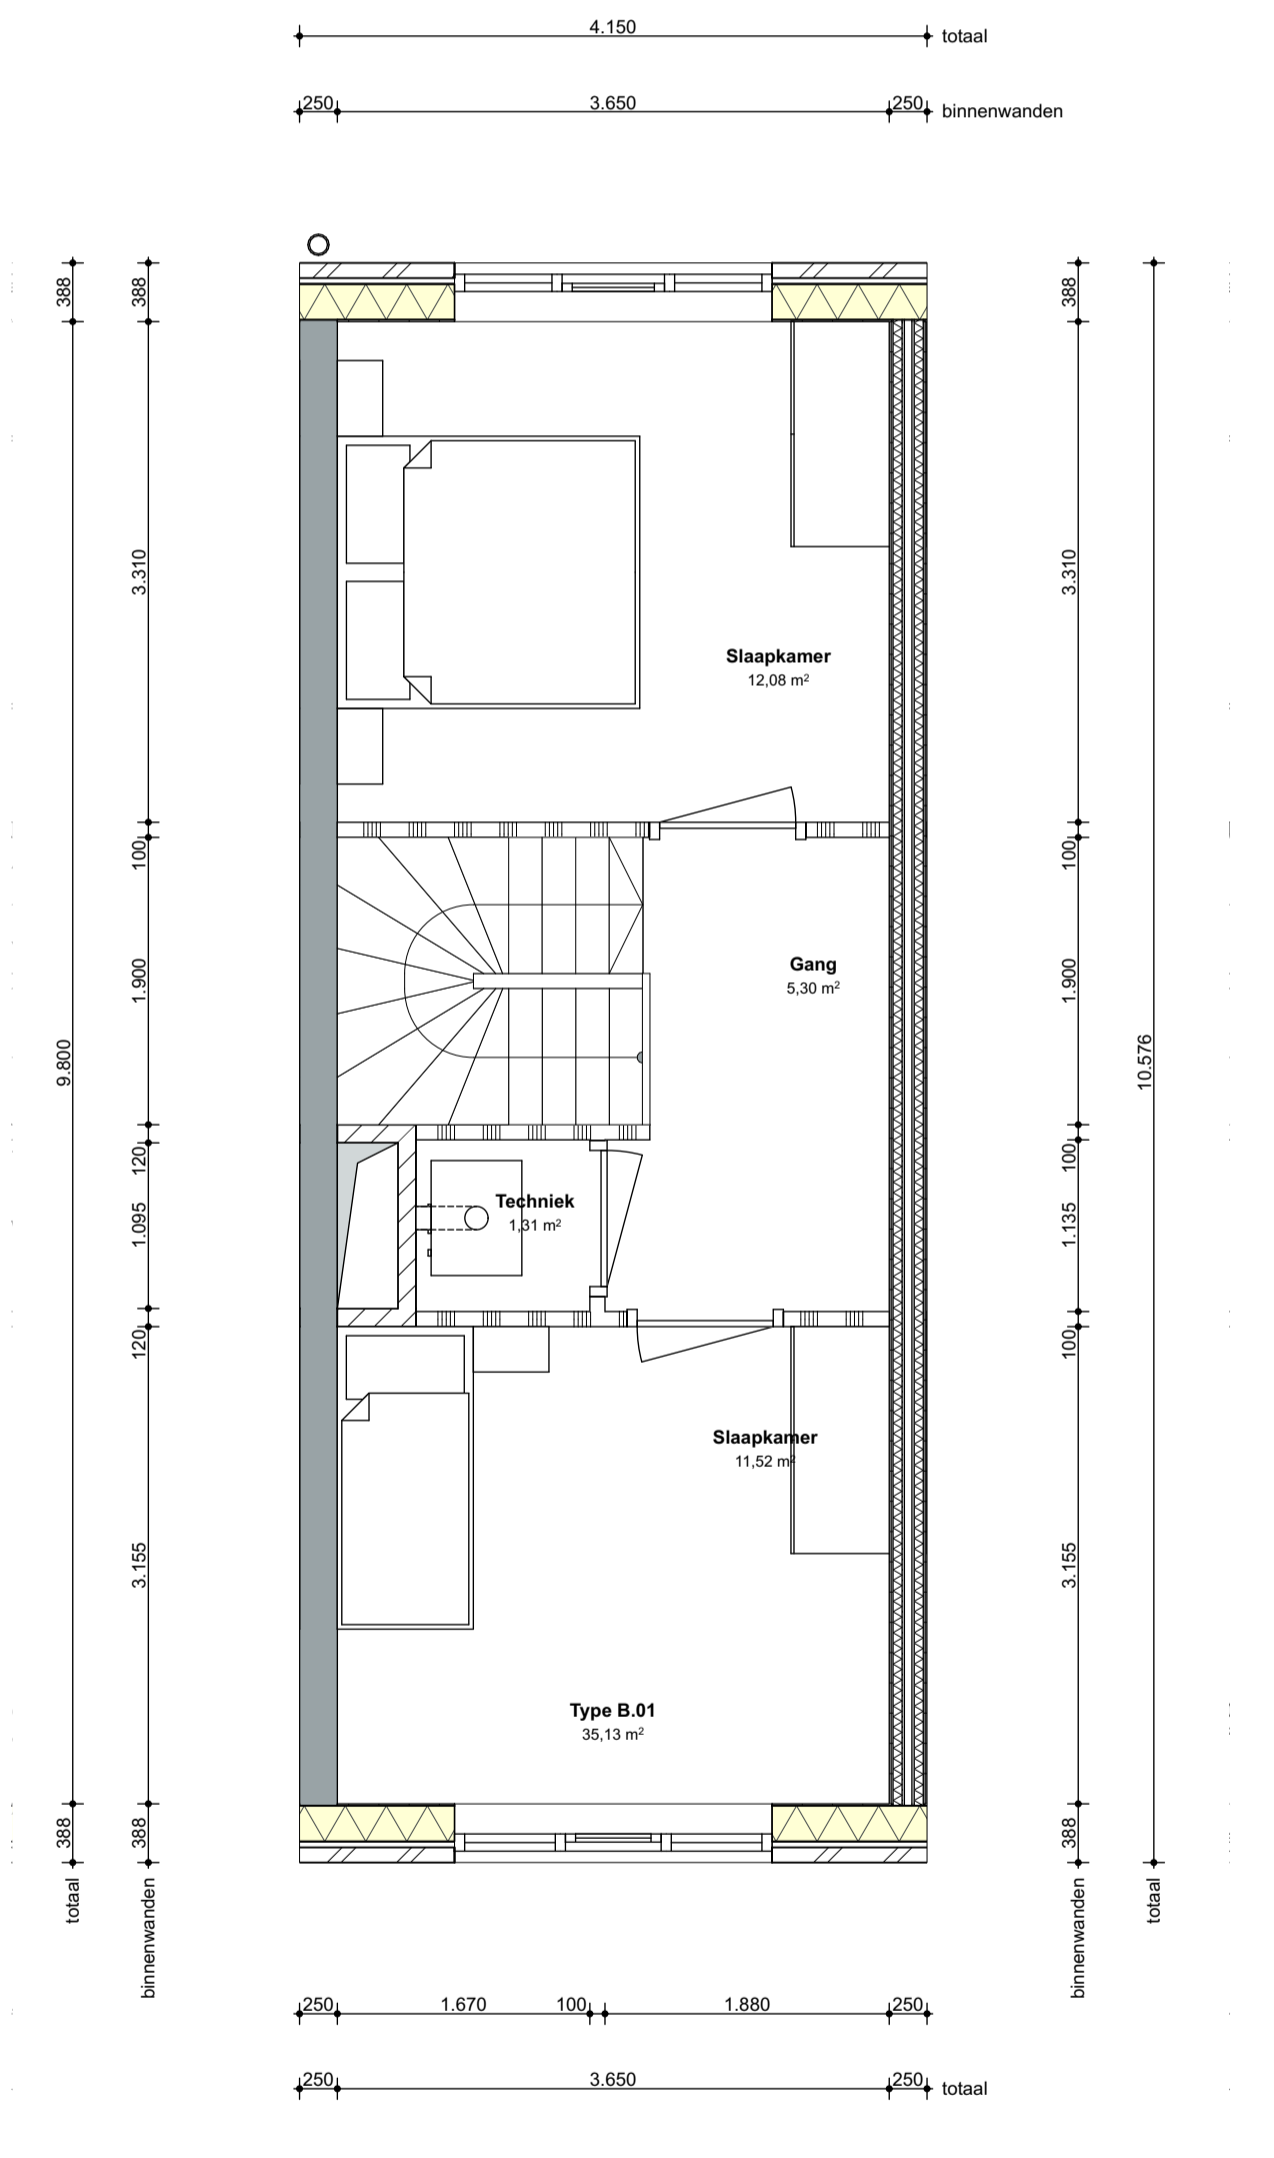 4.150
totaal
250
3.650
250
binnenwanden
388
388
388
3.310
3.310
Slaapkamer
12,08 m²
100
100
1.900
1.900
Gang
5,30 m²
9.800
10.576
120
100
Techniek
1,31 m²
1.095
1.135
120
100
Slaapkamer
11,52 m²
3.155
3.155
Type B.01
35,13 m²
388
388
388
totaal
binnenwanden
binnenwanden
totaal
250
1.670
100
1.880
250
250
3.650
250
totaal